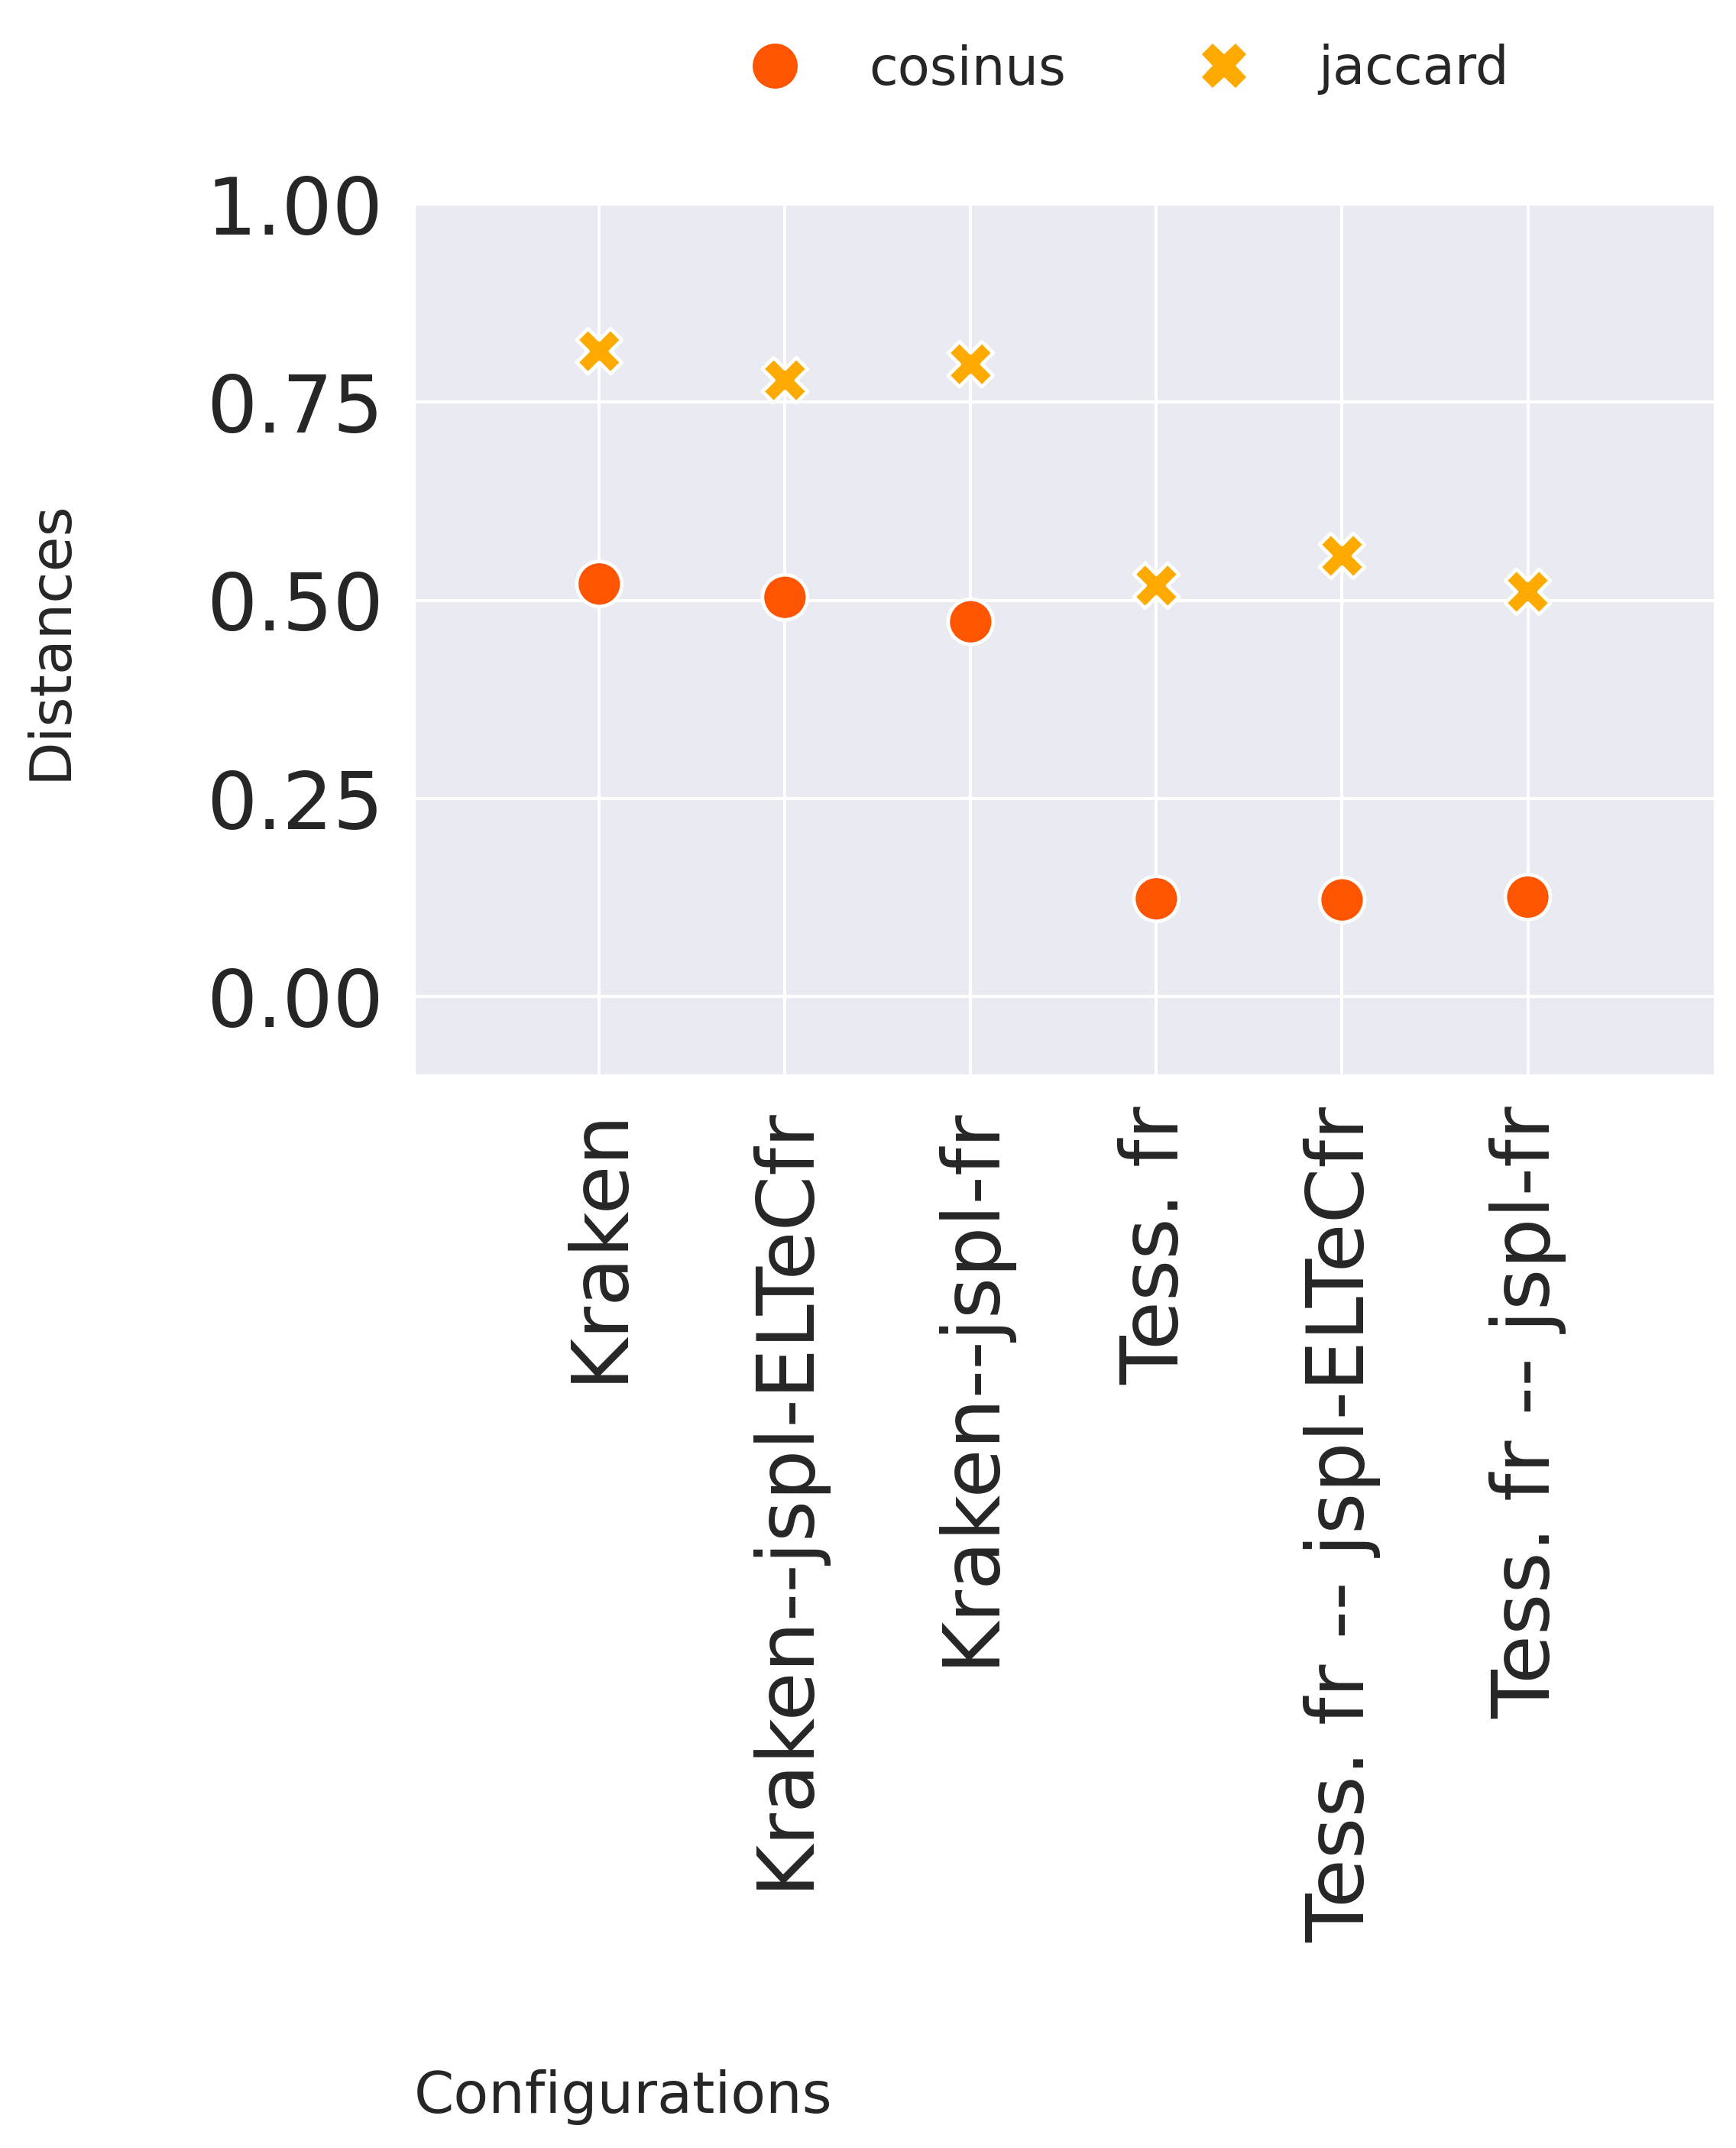 cosinus jaccard
1.00
0.75
0.50
0.25
0.00
Distances
Kraken
Kraken--jspl-ELTeCfr
Kraken--jspl-fr
Tess. fr
Tess. fr -- jspl-ELTeCfr
Tess. fr -- jspl-fr
Configurations